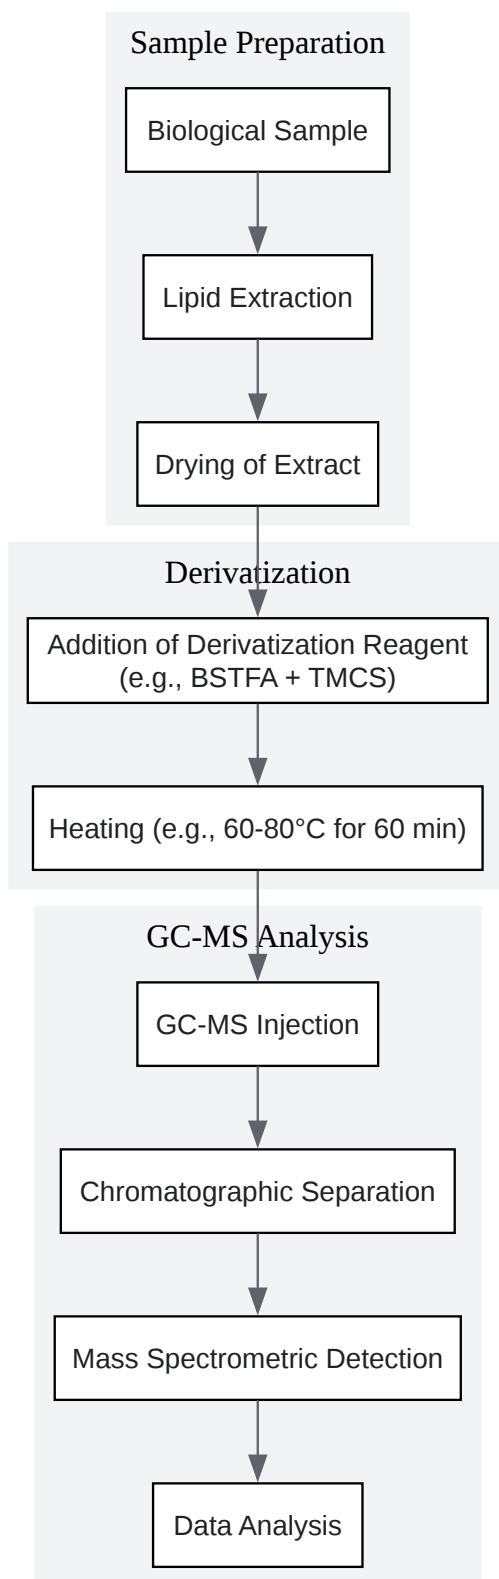 Sample Preparation
Biological Sample
Lipid Extraction
Drying of Extract
Derivatization
Addition of Derivatization Reagent
(e.g., BSTFA + TMCS)
Heating (e.g., 60-80°C for 60 min)
GC-MS Analysis
GC-MS Injection
Chromatographic Separation
Mass Spectrometric Detection
Data Analysis